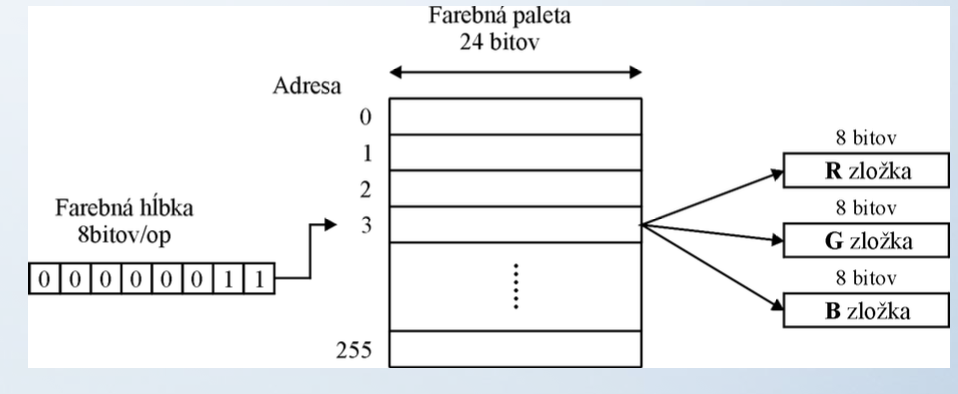 Farebná paleta
24 bitov
Adresa
0
1
2
3
255
Farebná hĺbka
8bitov/op
0 0 0 0 0 0 1 1
8 bitov
R zložka
8 bitov
G zložka
8 bitov
B zložka